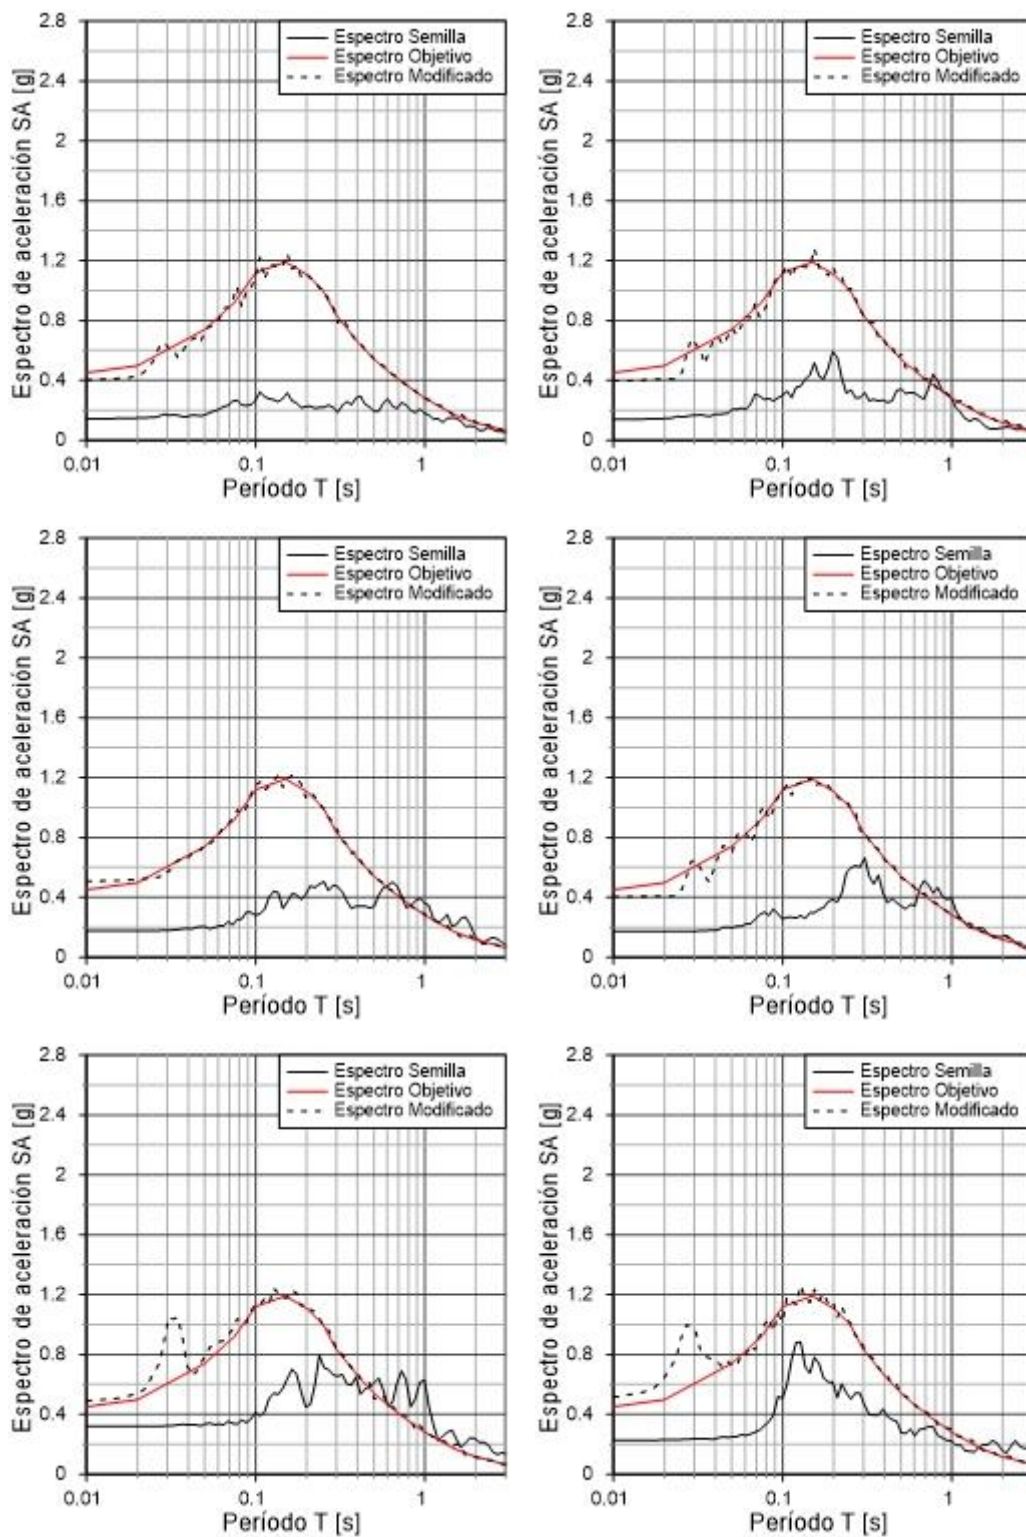 2.8
2.4
2
1.6
1.2
0.8
0.4
0
Espectro de aceleración SA [g]
Espectro Semilla
Espectro Objetivo
Espectro Modificado
0.01
0.1
1
Período T [s]
2.8
2.4
2
1.6
1.2
0.8
0.4
0
Espectro de aceleración SA [g]
Espectro Semilla
Espectro Objetivo
Espectro Modificado
0.01
0.1
1
Período T [s]
2.8
2.4
2
1.6
1.2
0.8
0.4
0
Espectro de aceleración SA [g]
Espectro Semilla
Espectro Objetivo
Espectro Modificado
0.01
0.1
1
Período T [s]
2.8
2.4
2
1.6
1.2
0.8
0.4
0
Espectro de aceleración SA [g]
Espectro Semilla
Espectro Objetivo
Espectro Modificado
0.01
0.1
1
Período T [s]
2.8
2.4
2
1.6
1.2
0.8
0.4
0
Espectro de aceleración SA [g]
Espectro Semilla
Espectro Objetivo
Espectro Modificado
0.01
0.1
1
Período T [s]
2.8
2.4
2
1.6
1.2
0.8
0.4
0
Espectro de aceleración SA [g]
Espectro Semilla
Espectro Objetivo
Espectro Modificado
0.01
0.1
1
Período T [s]